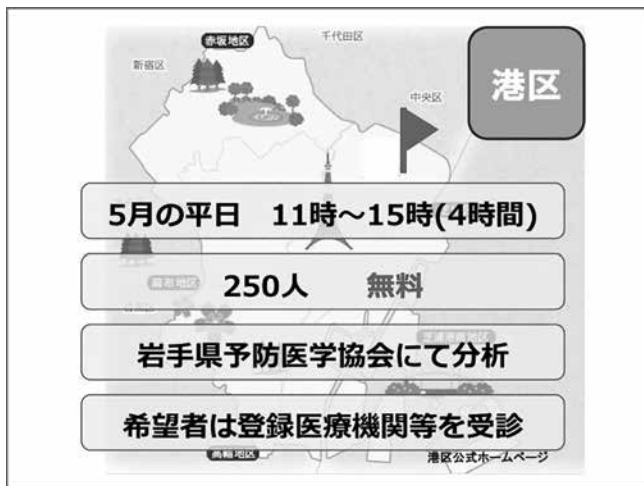 赤坂地区
千代田区
新宿区
中央区
港区
5月の平日　11時～15時(4時間)
麻布地区
250人　無料
岩手県予防医学協会にて分析
希望者は登録医療機関等を受診
高輪地区
港区公式ホームページ